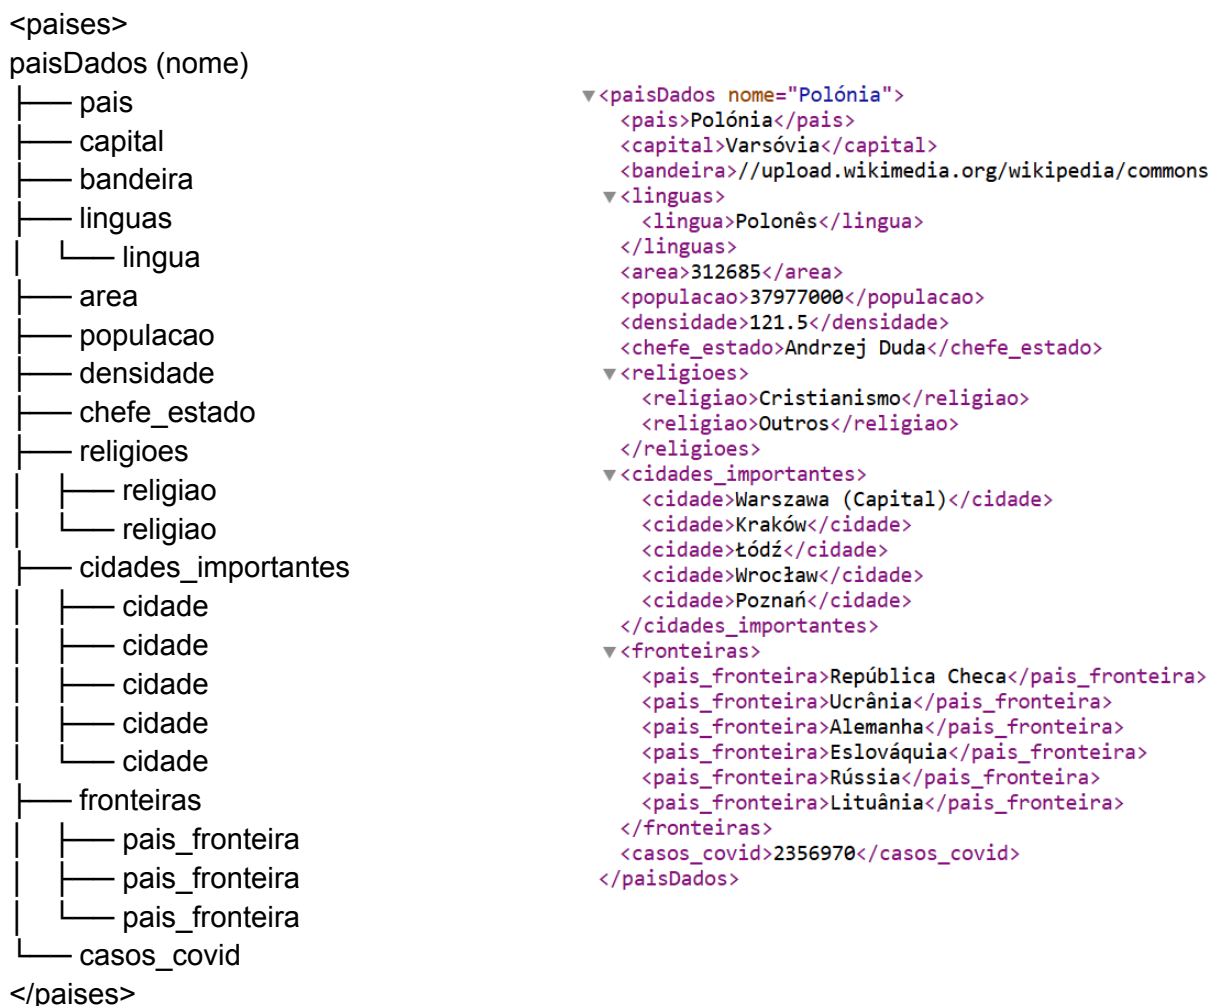 <paises>
paisDados (nome)
├── pais
├── capital
├── bandeira
├── linguas
│   └── lingua
├── area
├── populacao
├── densidade
├── chefe_estado
├── religioes
│   ├── religiao
│   └── religiao
├── cidades_importantes
│   ├── cidade
│   ├── cidade
│   ├── cidade
│   ├── cidade
│   └── cidade
├── fronteiras
│   ├── pais_fronteira
│   ├── pais_fronteira
│   └── pais_fronteira
└── casos_covid
</paises>
▼<paisDados nome="Polónia">
<pais>Polónia</pais>
<capital>Varsóvia</capital>
<bandeira>//upload.wikimedia.org/wikipedia/commons
▼<linguas>
<lingua>Polonês</lingua>
</linguas>
<area>312685</area>
<populacao>37977000</populacao>
<densidade>121.5</densidade>
<chefe_estado>Andrzej Duda</chefe_estado>
▼<religioes>
<religiao>Cristianismo</religiao>
<religiao>Outros</religiao>
</religioes>
▼<cidades_importantes>
<cidade>Warszawa (Capital)</cidade>
<cidade>Kraków</cidade>
<cidade>Łódź</cidade>
<cidade>Wrocław</cidade>
<cidade>Poznań</cidade>
</cidades_importantes>
▼<fronteiras>
<pais_fronteira>República Checa</pais_fronteira>
<pais_fronteira>Ucrânia</pais_fronteira>
<pais_fronteira>Alemanha</pais_fronteira>
<pais_fronteira>Eslováquia</pais_fronteira>
<pais_fronteira>Rússia</pais_fronteira>
<pais_fronteira>Lituânia</pais_fronteira>
</fronteiras>
<casos_covid>2356970</casos_covid>
</paisDados>